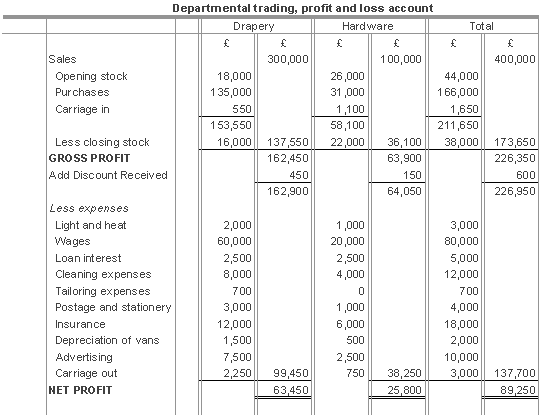 Departmental trading, profit and loss account
Drapery Hardware Total
£ £ £ £ £ £
Sales 300,000 100,000 400,000
Opening stock 18,000 26,000 44,000
Purchases 135,000 31,000 166,000
Carriage in 550 1,100 1,650
153,550 58,100 211,650
Less closing stock 16,000 137,550 22,000 36,100 38,000 173,650
GROSS PROFIT 162,450 63,900 226,350
Add Discount Received 450 150 600
162,900 64,050 226,950
Less expenses
Light and heat 2,000 1,000 3,000
Wages 60,000 20,000 80,000
Loan interest 2,500 2,500 5,000
Cleaning expenses 8,000 4,000 12,000
Tailoring expenses 700 0 700
Postage and stationery 3,000 1,000 4,000
Insurance 12,000 6,000 18,000
Depreciation of vans 1,500 500 2,000
Advertising 7,500 2,500 10,000
Carriage out 2,250 99,450 750 38,250 3,000 137,700
NET PROFIT 63,450 25,800 89,250